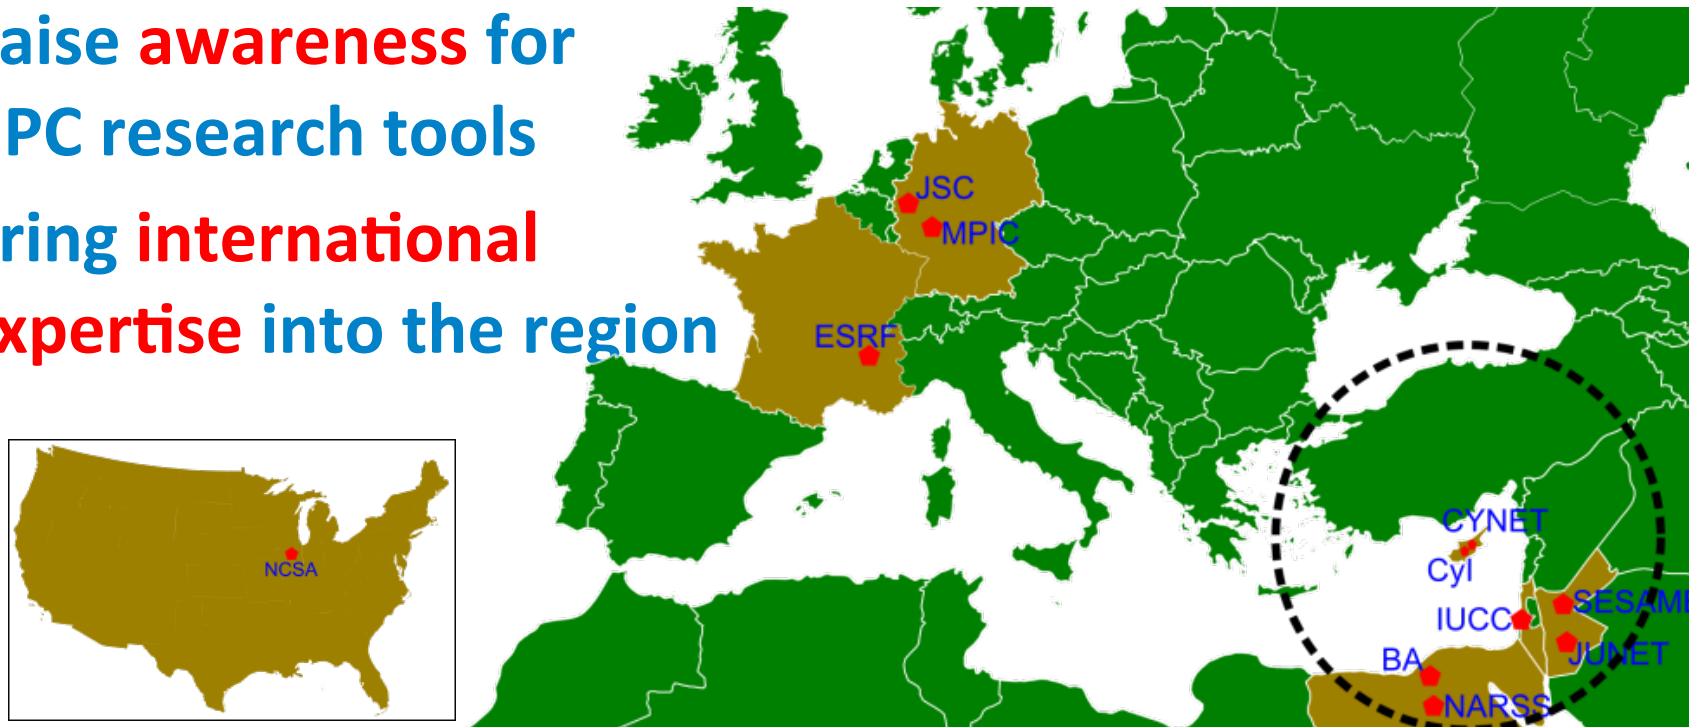 aise awareness for
PC research tools
ring international
xpertise into the region
JSC
MPIC
ESRF
NCSA
CYNET
CyI
IUCC
SESAME
JUNET
BA
NARSS